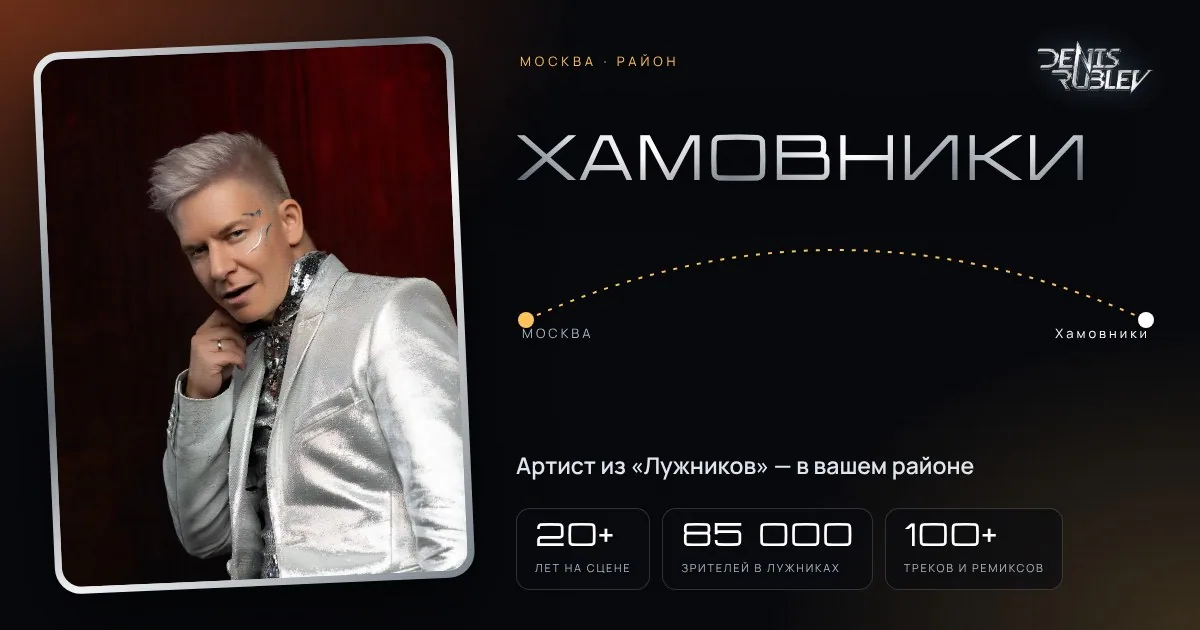 МОСКВА · РАЙОН
DENIS
RUBLEV
ХАМОВНИКИ
МОСКВА
Хамовники
Артист из «Лужников» — в вашем районе
20+
ЛЕТ НА СЦЕНЕ
85 000
ЗРИТЕЛЕЙ В ЛУЖНИКАХ
100+
ТРЕКОВ И РЕМИКСОВ